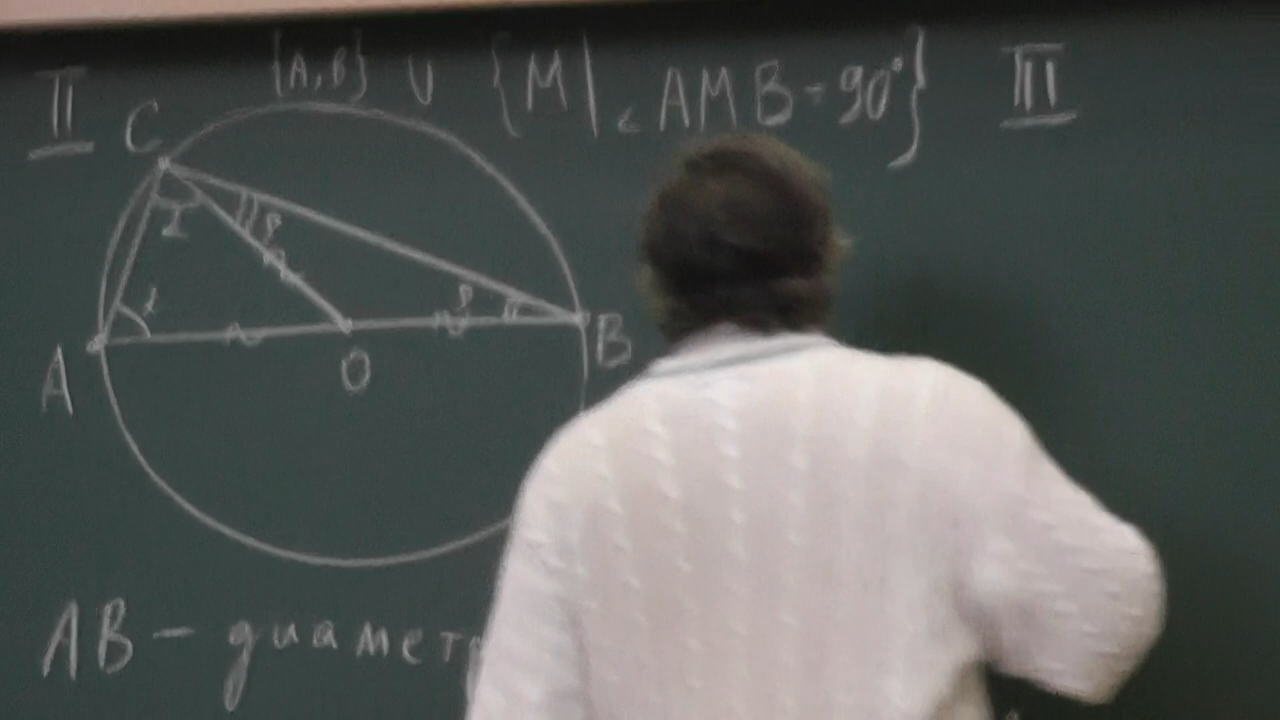 II {A,B} ∪ {M| ∠AMB=90°} III
C
α β
α β
A O B
AB – диамет